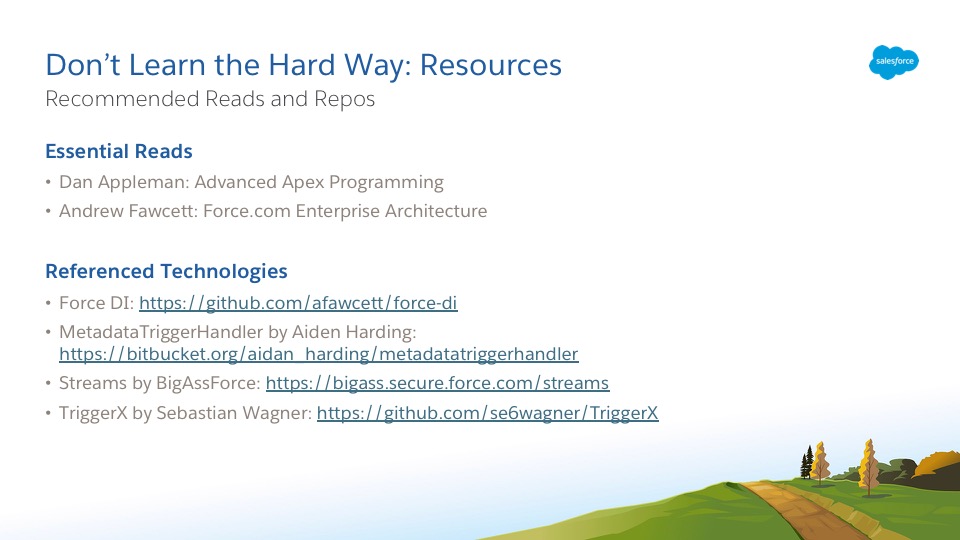 Don’t Learn the Hard Way: Resources
salesforce
Recommended Reads and Repos
Essential Reads
• Dan Appleman: Advanced Apex Programming
• Andrew Fawcett: Force.com Enterprise Architecture
Referenced Technologies
• Force DI: https://github.com/afawcett/force-di
• MetadataTriggerHandler by Aiden Harding:
https://bitbucket.org/aidan_harding/metadatatriggerhandler
• Streams by BigAssForce: https://bigass.secure.force.com/streams
• TriggerX by Sebastian Wagner: https://github.com/se6wagner/TriggerX